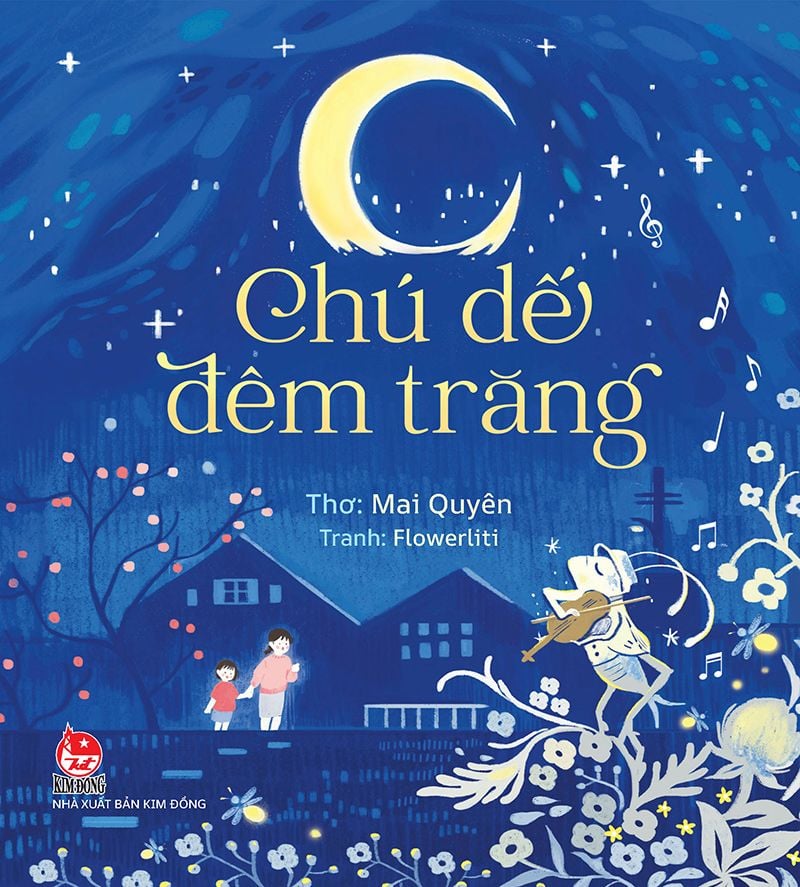 Chú dế
đêm trăng
Thơ: Mai Quyên
Tranh: Flowerliti
KIM ĐỒNG
NHÀ XUẤT BẢN KIM ĐỒNG